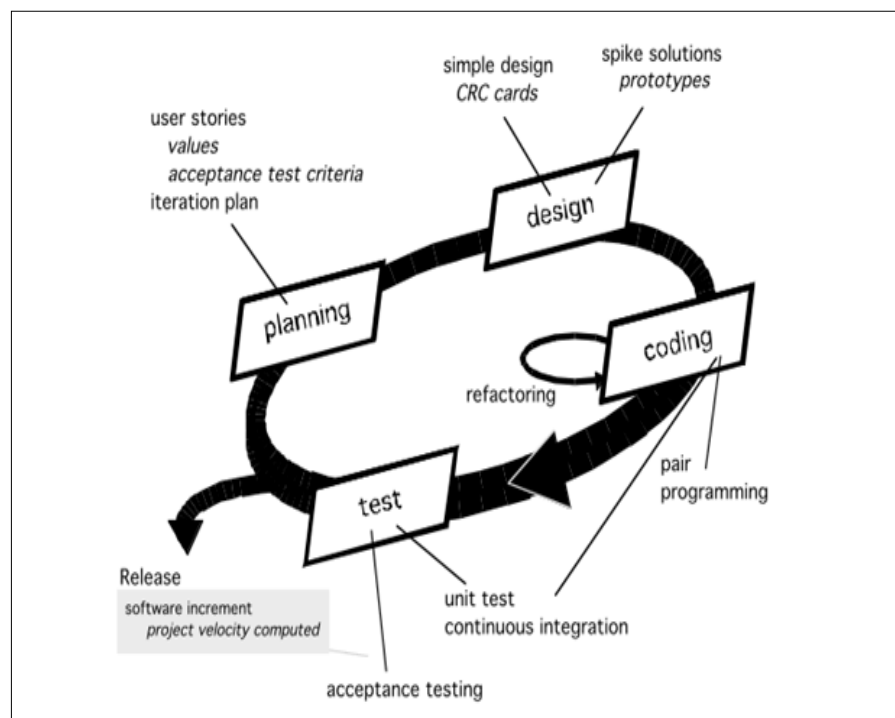 spike solutions
prototypes
simple design
CRC cards
user stories
values
acceptance test criteria
iteration plan
design
planning
coding
refactoring
pair
programming
test
Release
software increment
project velocity computed
unit test
continuous integration
acceptance testing